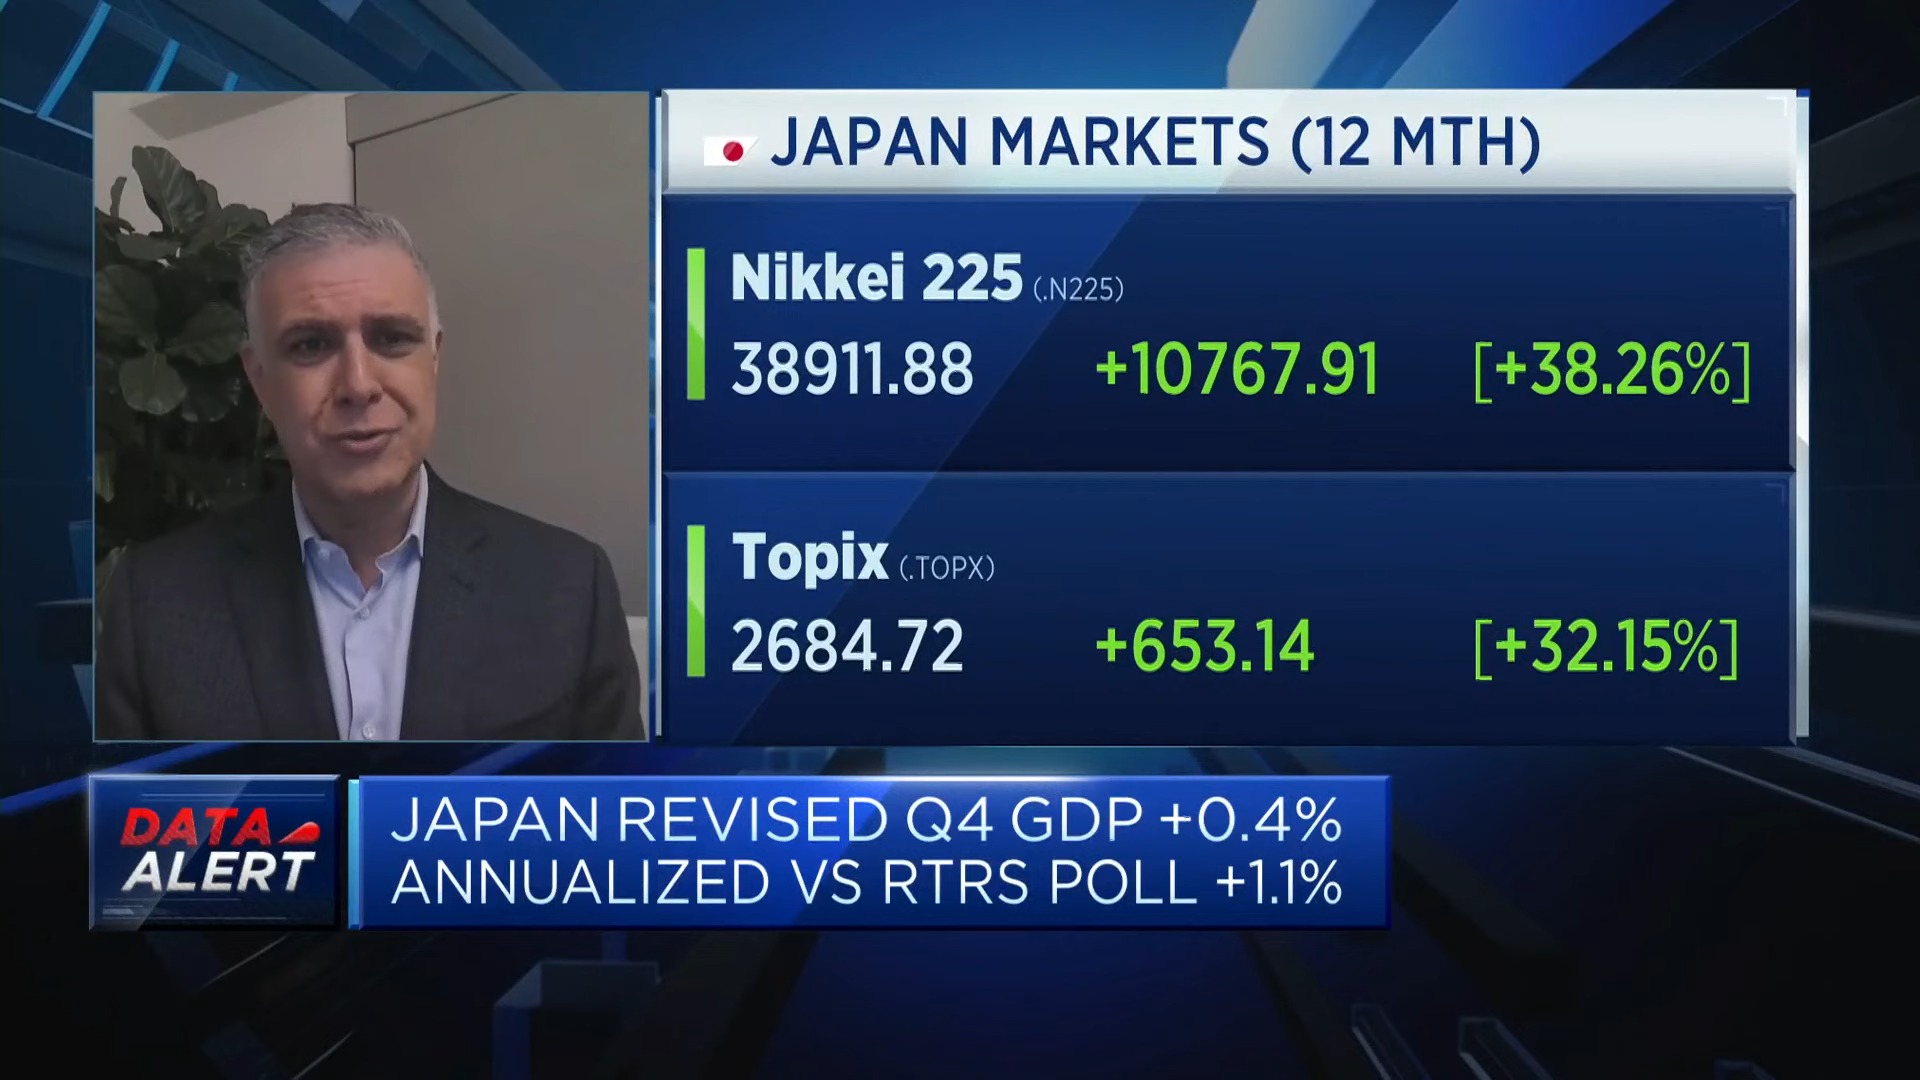 JAPAN MARKETS (12 MTH)
Nikkei 225 (.N225)
38911.88 +10767.91 [+38.26%]
Topix (.TOPX)
2684.72 +653.14 [+32.15%]
DATA
ALERT
JAPAN REVISED Q4 GDP +0.4%
ANNUALIZED VS RTRS POLL +1.1%